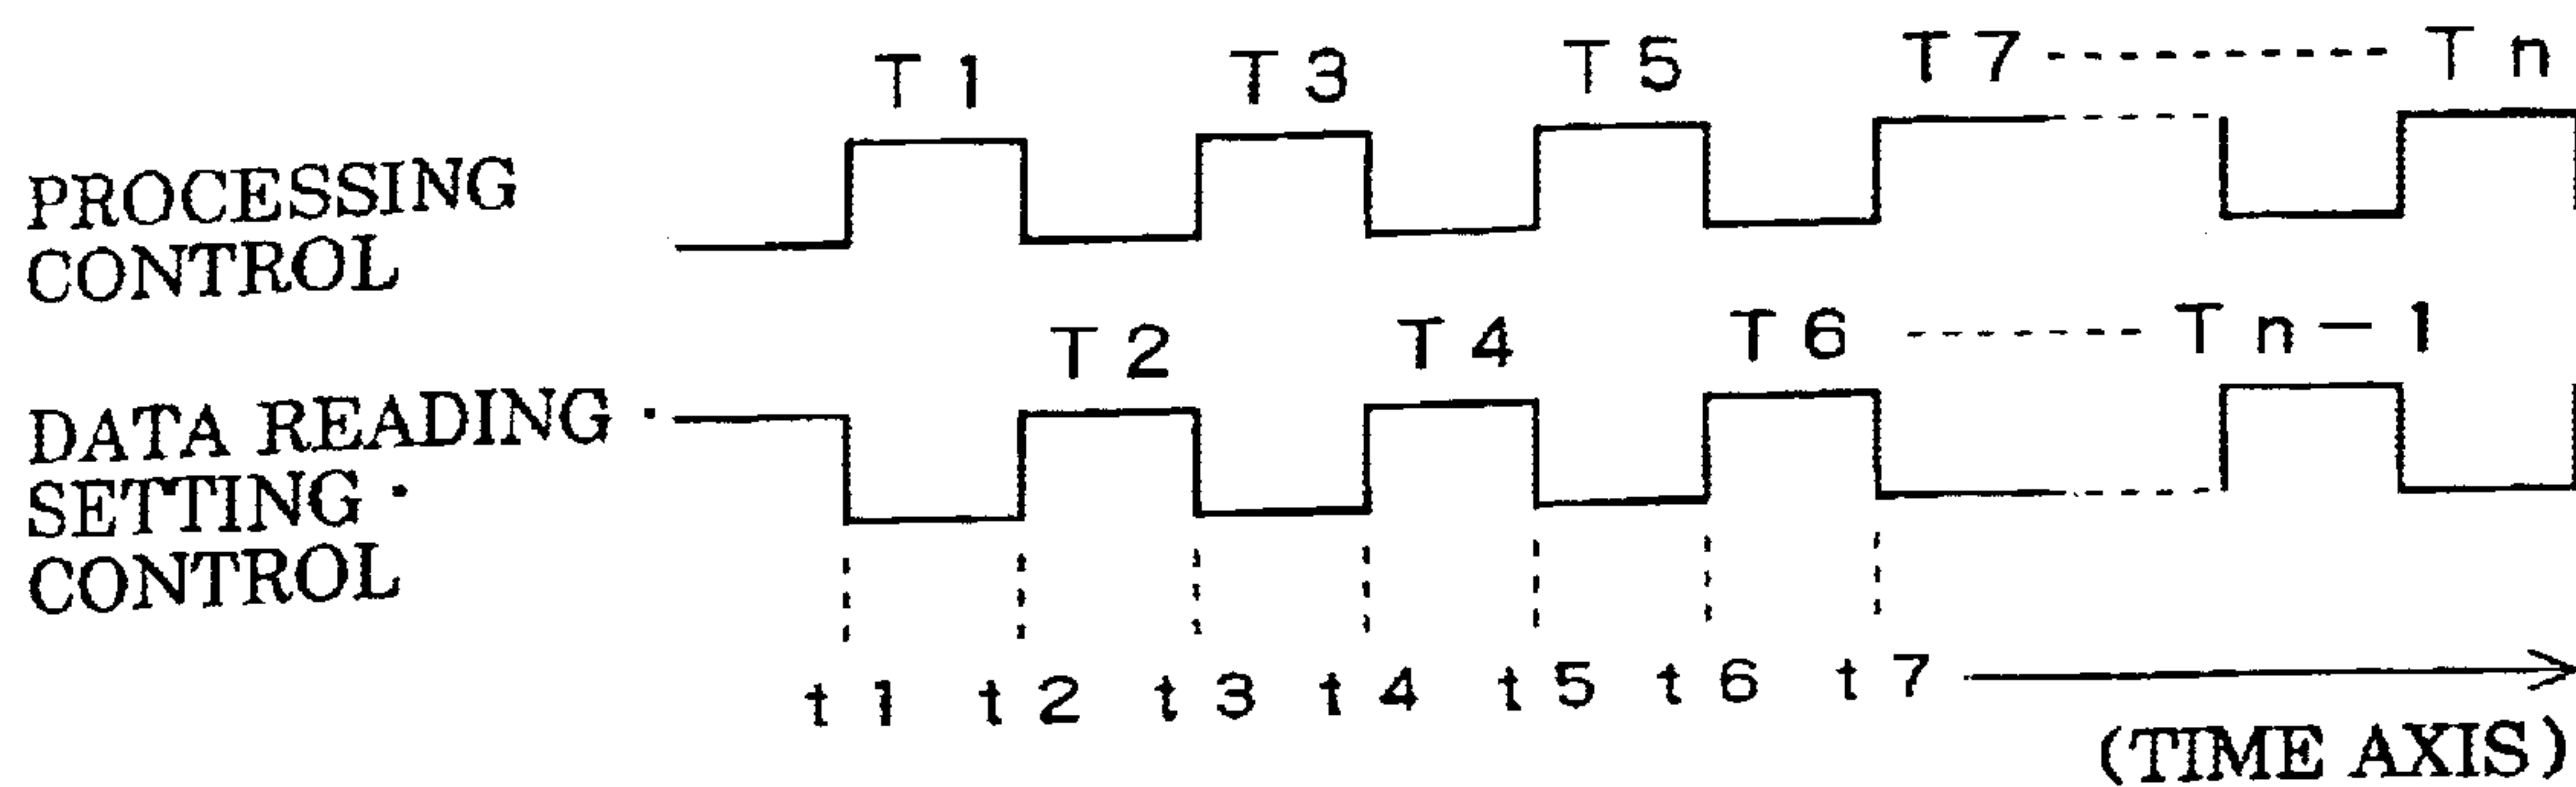 T1 T3 T5 T7 --------- Tn
PROCESSING
CONTROL
T2 T4 T6 ------- Tn-1
DATA READING ·
SETTING ·
CONTROL
t1 t2 t3 t4 t5 t6 t7
(TIME AXIS)